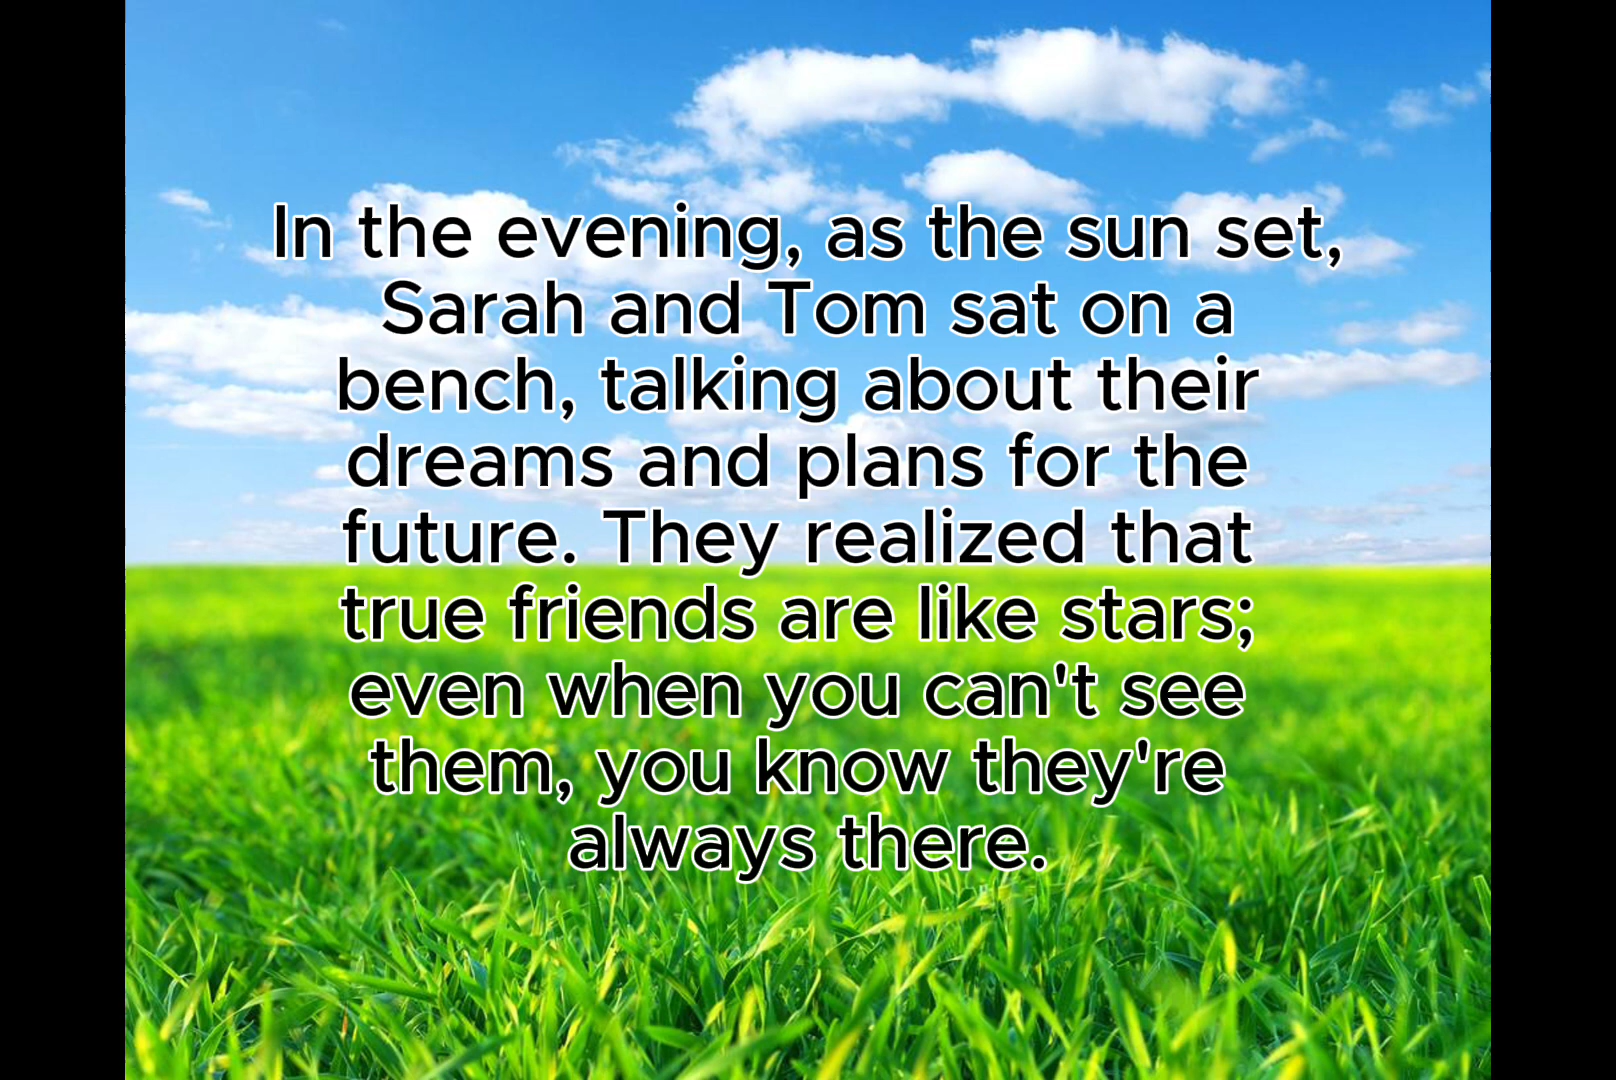 In the evening, as the sun set,
Sarah and Tom sat on a
bench, talking about their
dreams and plans for the
future. They realized that
true friends are like stars;
even when you can't see
them, you know they're
always there.